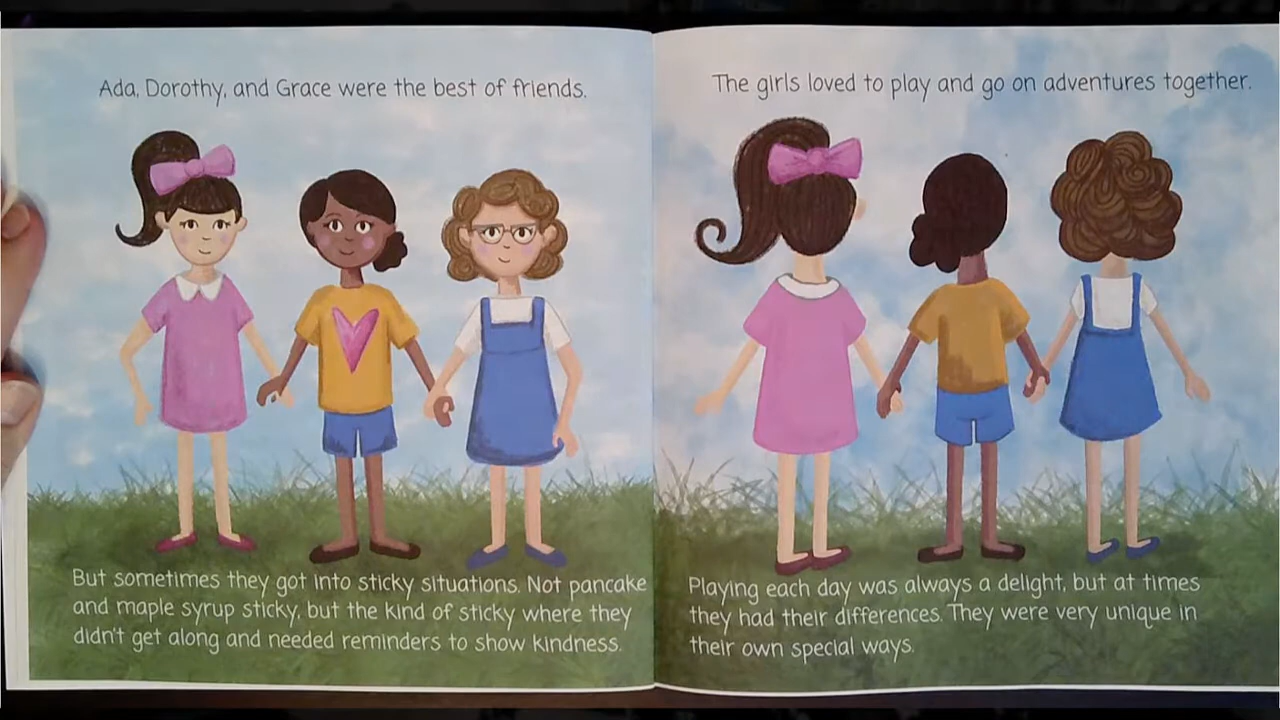 Ada, Dorothy, and Grace were the best of friends.
But sometimes they got into sticky situations. Not pancake
and maple syrup sticky, but the kind of sticky where they
didn't get along and needed reminders to show kindness.
The girls loved to play and go on adventures together.
Playing each day was always a delight, but at times
they had their differences. They were very unique in
their own special ways.